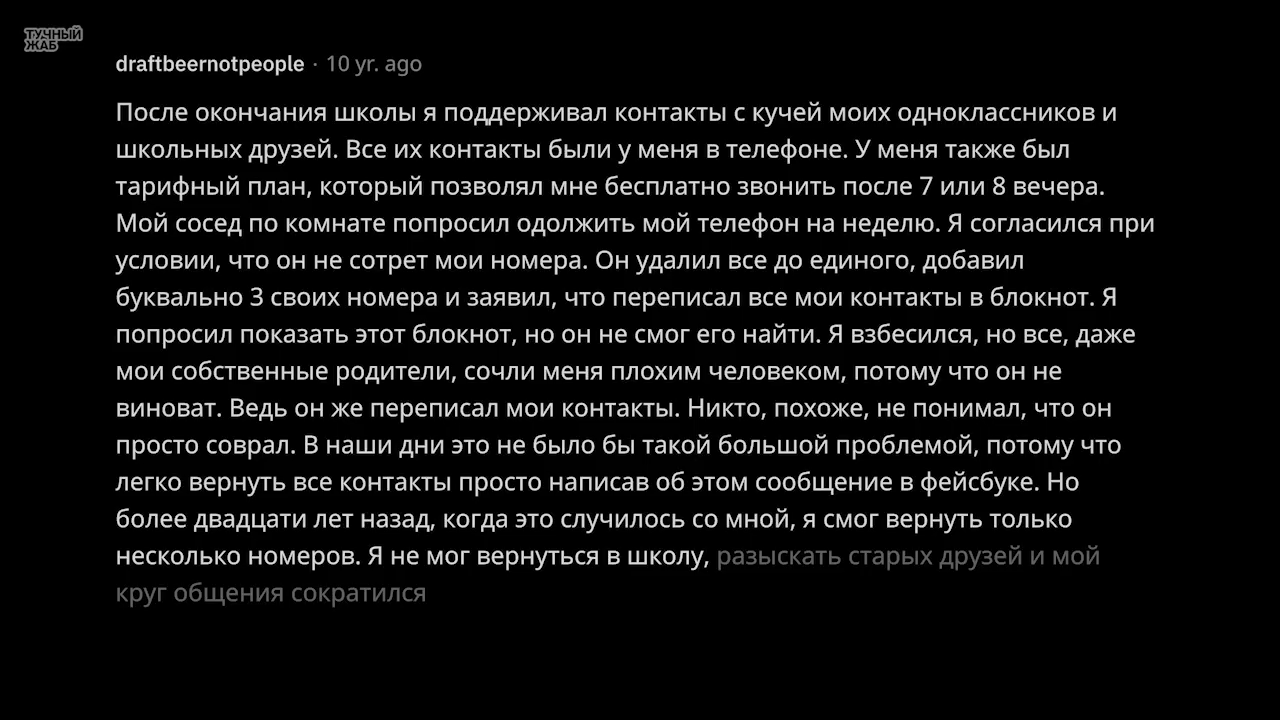 ТУЧНЫЙ
ЖАБ
draftbeernotpeople · 10 yr. ago
После окончания школы я поддерживал контакты с кучей моих одноклассников и
школьных друзей. Все их контакты были у меня в телефоне. У меня также был
тарифный план, который позволял мне бесплатно звонить после 7 или 8 вечера.
Мой сосед по комнате попросил одолжить мой телефон на неделю. Я согласился при
условии, что он не сотрет мои номера. Он удалил все до единого, добавил
буквально 3 своих номера и заявил, что переписал все мои контакты в блокнот. Я
попросил показать этот блокнот, но он не смог его найти. Я взбесился, но все, даже
мои собственные родители, сочли меня плохим человеком, потому что он не
виноват. Ведь он же переписал мои контакты. Никто, похоже, не понимал, что он
просто соврал. В наши дни это не было бы такой большой проблемой, потому что
легко вернуть все контакты просто написав об этом сообщение в фейсбуке. Но
более двадцати лет назад, когда это случилось со мной, я смог вернуть только
несколько номеров. Я не мог вернуться в школу, разыскать старых друзей и мой
круг общения сократился